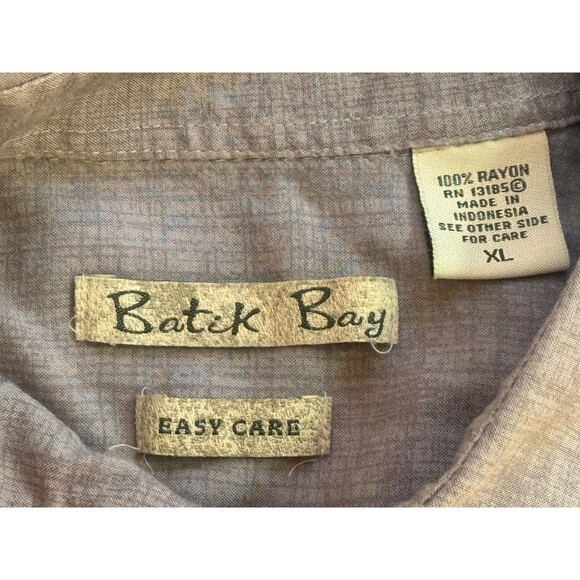 100% RAYON
RN 13185©
MADE IN
INDONESIA
SEE OTHER SIDE
FOR CARE
XL
Batik Bay
EASY CARE